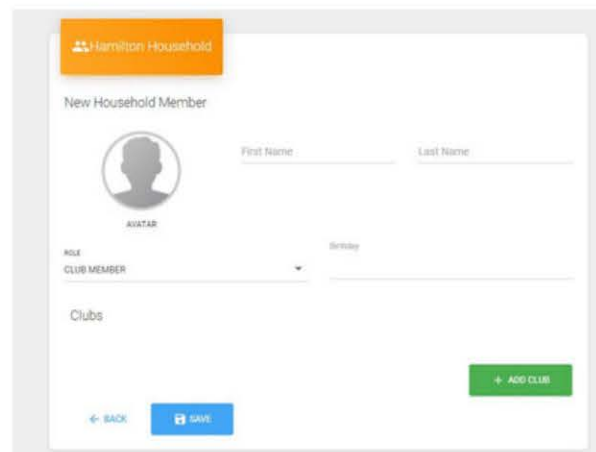 Hamilton Household
New Household Member
First Name
Last Name
AVATAR
ROLE
Birthday
CLUB MEMBER
Clubs
+ ADD CLUB
← BACK
SAVE